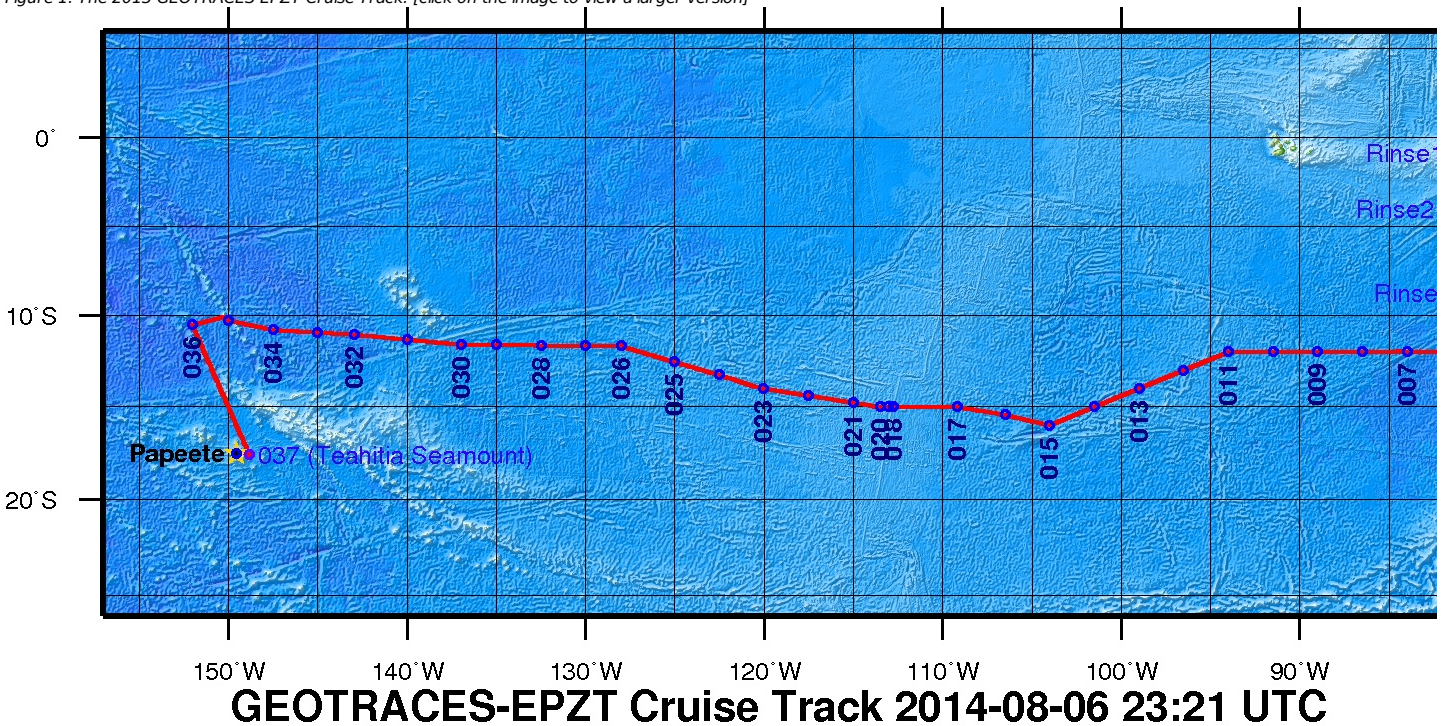 Figure 1. The 2013 GEOTRACES EPZT Cruise Track. [click on the image to view a larger version]
0°
Rinse1
Rinse2
Rinse
10°S
036
034
032
030
028
026
025
023
021
020
018
017
015
013
011
009
007
Papeete
037 (Teahitia Seamount)
20°S
150°W 140°W 130°W 120°W 110°W 100°W 90°W
GEOTRACES-EPZT Cruise Track 2014-08-06 23:21 UTC